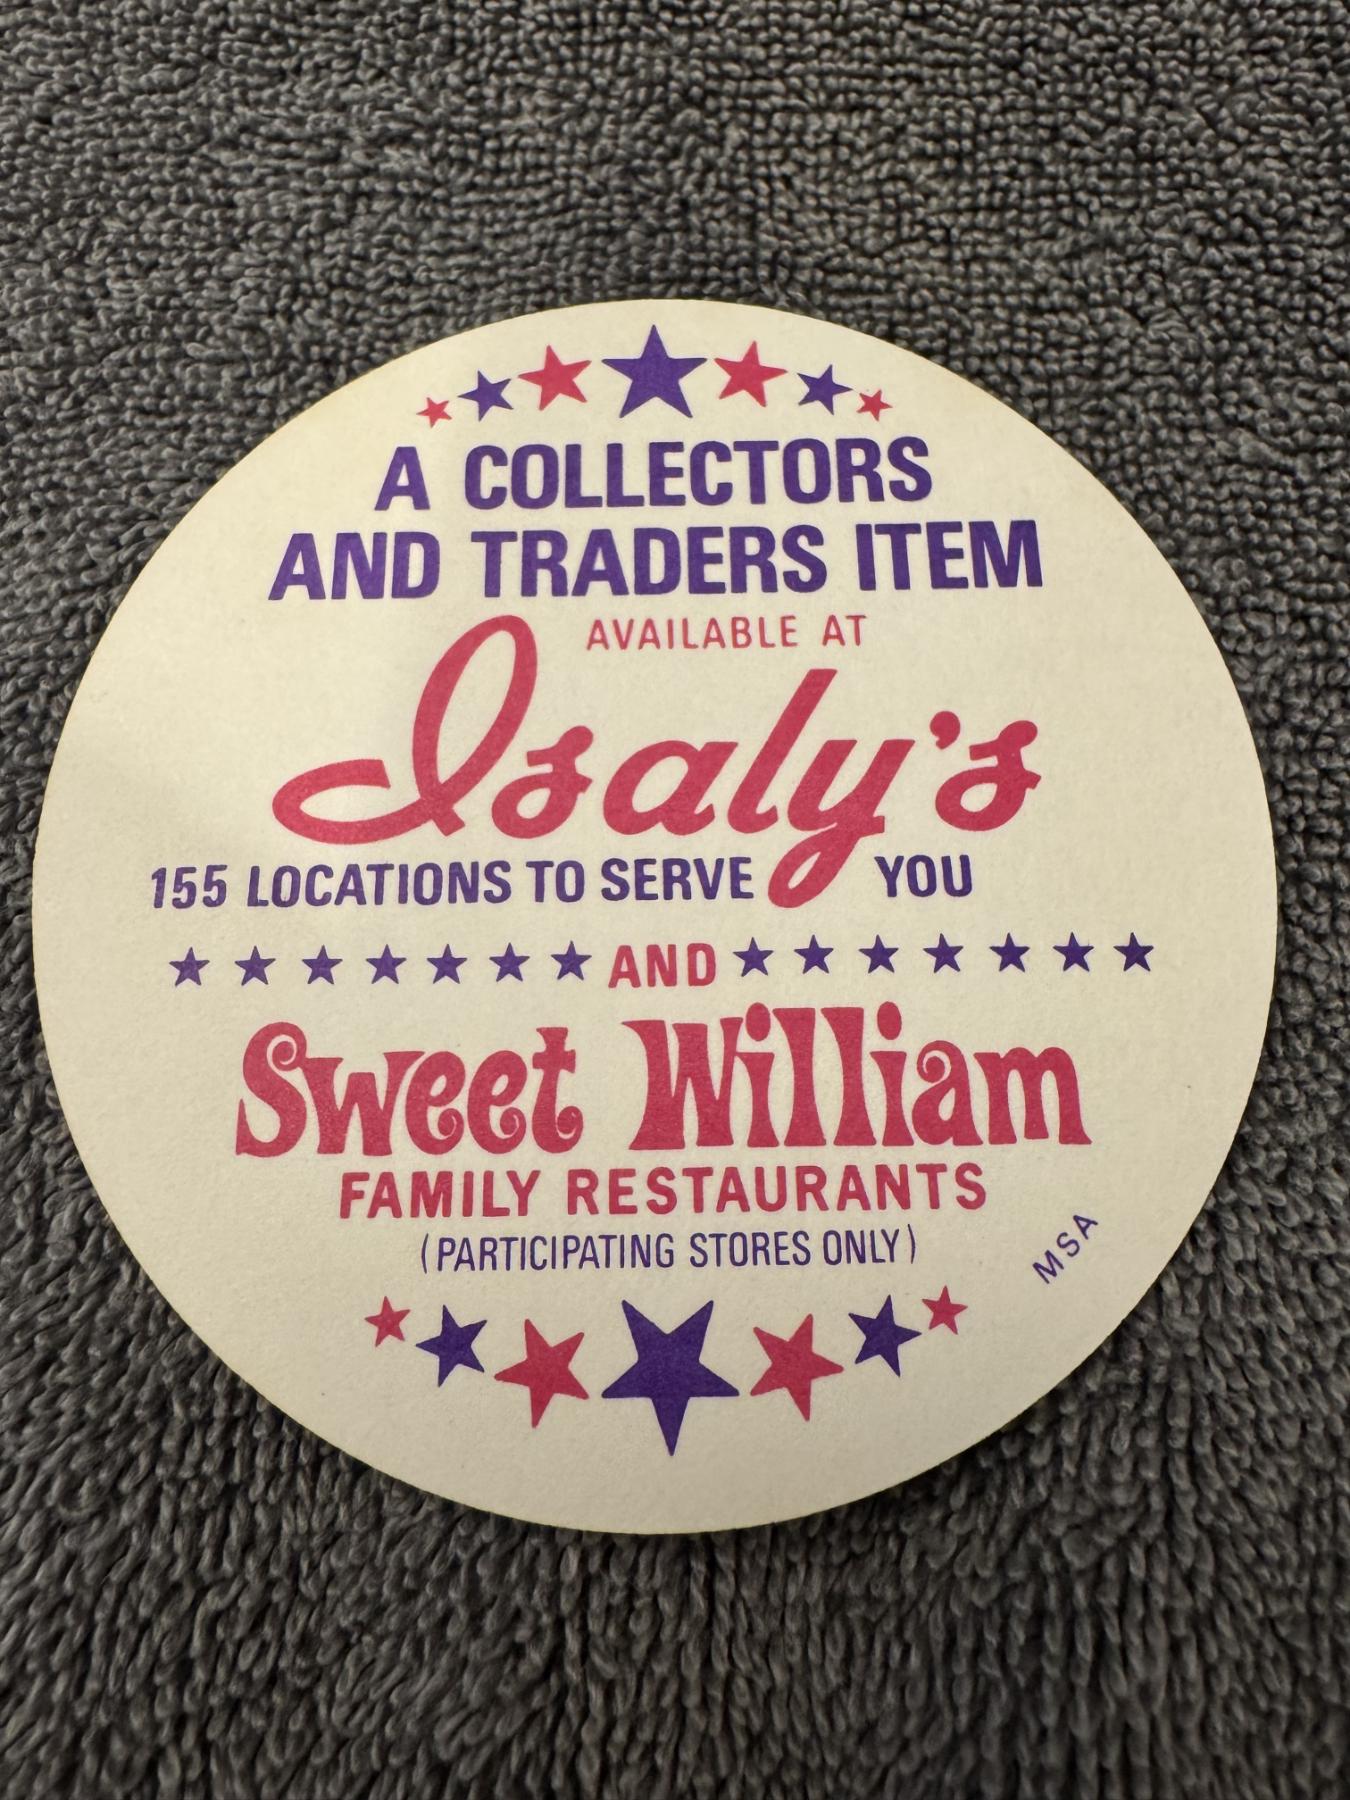 A COLLECTORS
AND TRADERS ITEM
AVAILABLE AT
Isaly's
155 LOCATIONS TO SERVE YOU
AND
Sweet William
FAMILY RESTAURANTS
(PARTICIPATING STORES ONLY)
MSA